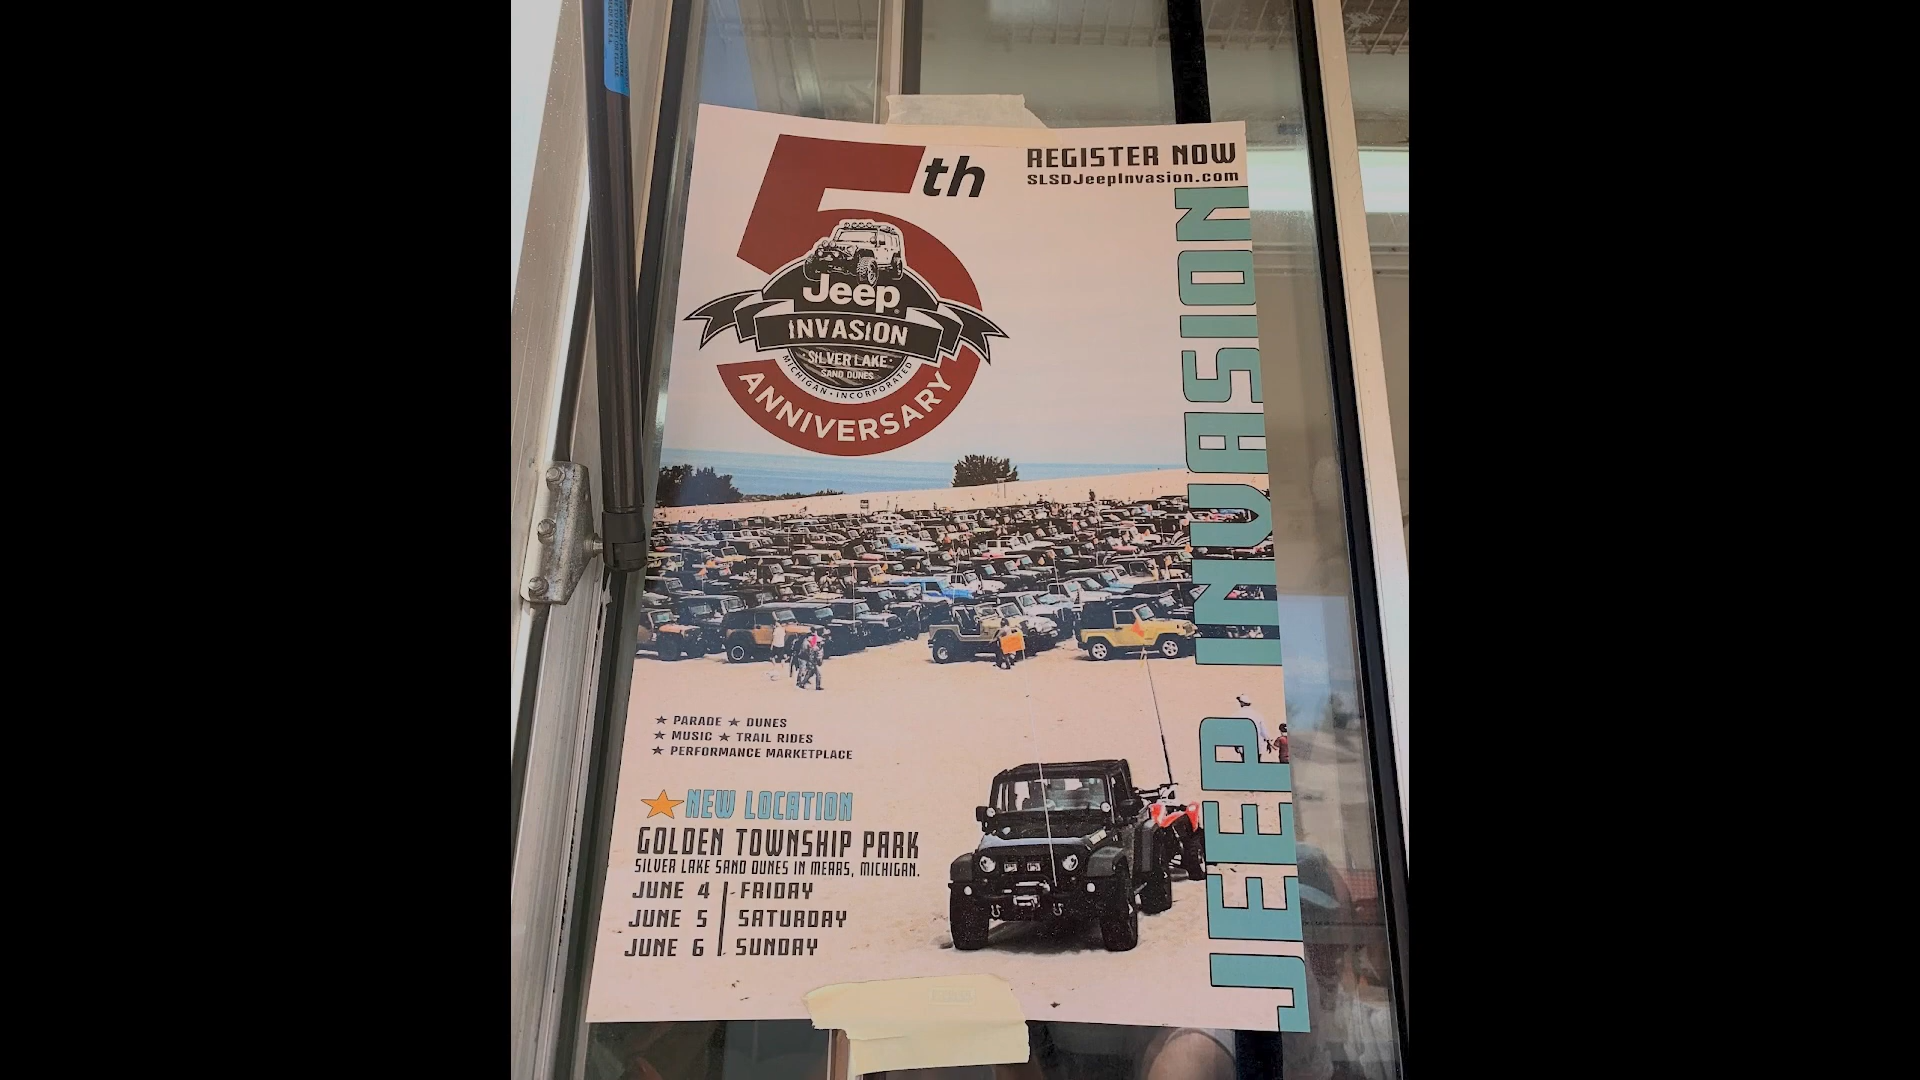 5th
REGISTER NOW
SLSDJeepInvasion.com
Jeep
INVASION
SILVER LAKE
SAND DUNES
MICHIGAN • INCORPORATED
ANNIVERSARY
JEEP INVASION
★ PARADE ★ DUNES
★ MUSIC ★ TRAIL RIDES
★ PERFORMANCE MARKETPLACE
★ NEW LOCATION
GOLDEN TOWNSHIP PARK
SILVER LAKE SAND DUNES IN MEARS, MICHIGAN.
JUNE 4 | FRIDAY
JUNE 5 | SATURDAY
JUNE 6 | SUNDAY